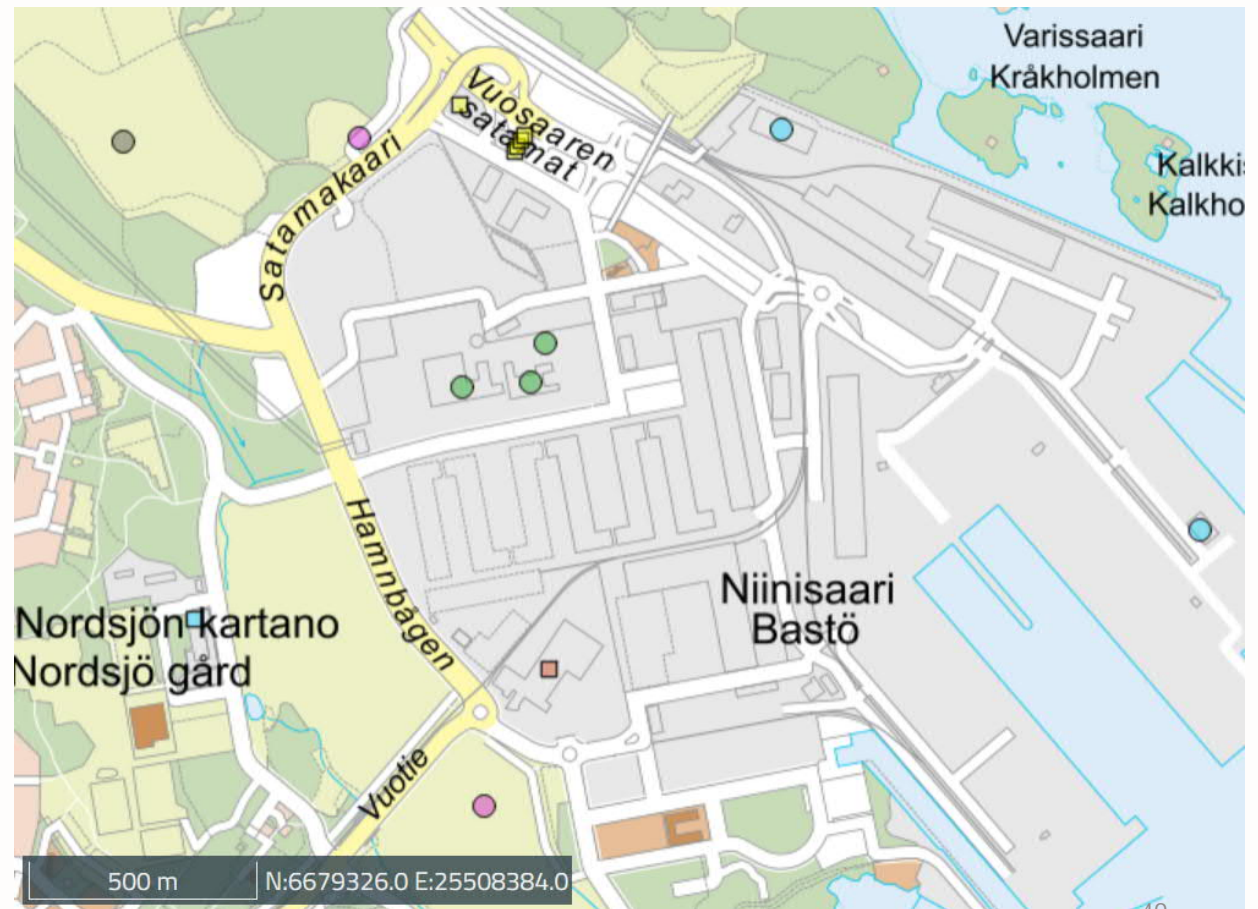 Varissaari
Kråkholmen
Vuosaaren
satamat
Kalkkis
Kalkho
Satamakaari
Hamnbågen
Niinisaari
Bastö
Nordsjön kartano
Nordsjö gård
Vuotie
500 m
N:6679326.0 E:25508384.0